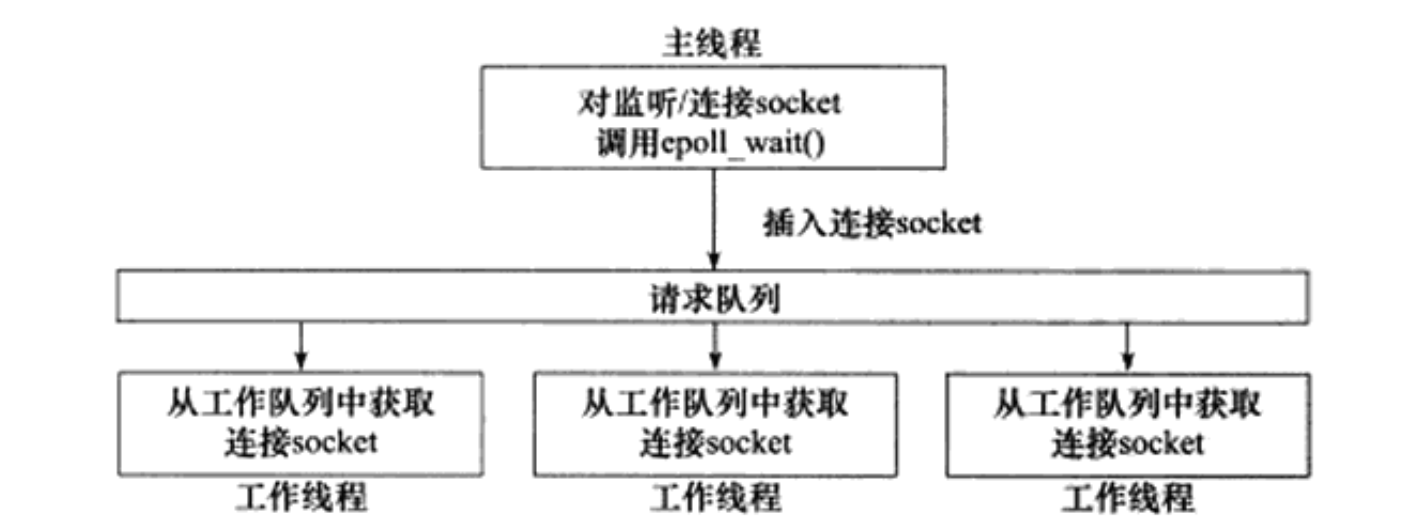 主线程
对监听/连接socket
调用epoll_wait()
插入连接socket
请求队列
从工作队列中获取
连接socket
工作线程
从工作队列中获取
连接socket
工作线程
从工作队列中获取
连接socket
工作线程